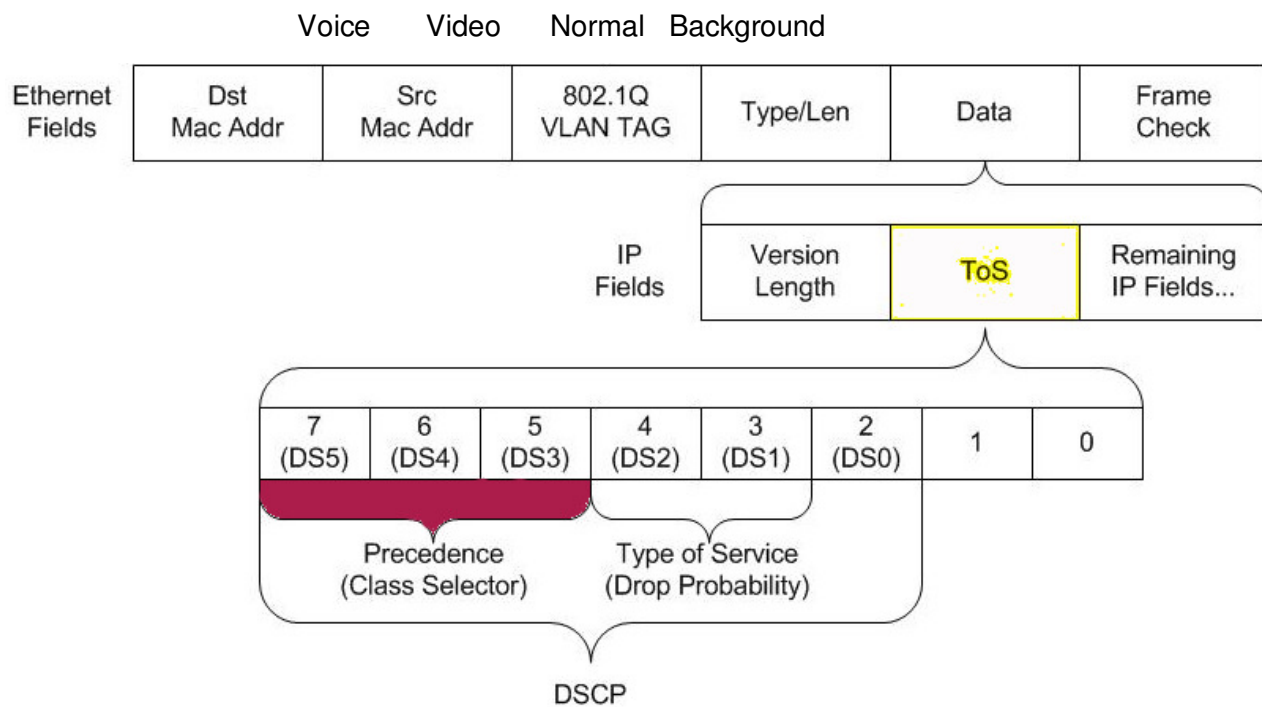 Voice Video Normal Background
Ethernet Fields
Dst Mac Addr
Src Mac Addr
802.1Q VLAN TAG
Type/Len
Data
Frame Check
IP Fields
Version Length
ToS
Remaining IP Fields...
7 (DS5)
6 (DS4)
5 (DS3)
4 (DS2)
3 (DS1)
2 (DS0)
1
0
Precedence (Class Selector)
Type of Service (Drop Probability)
DSCP